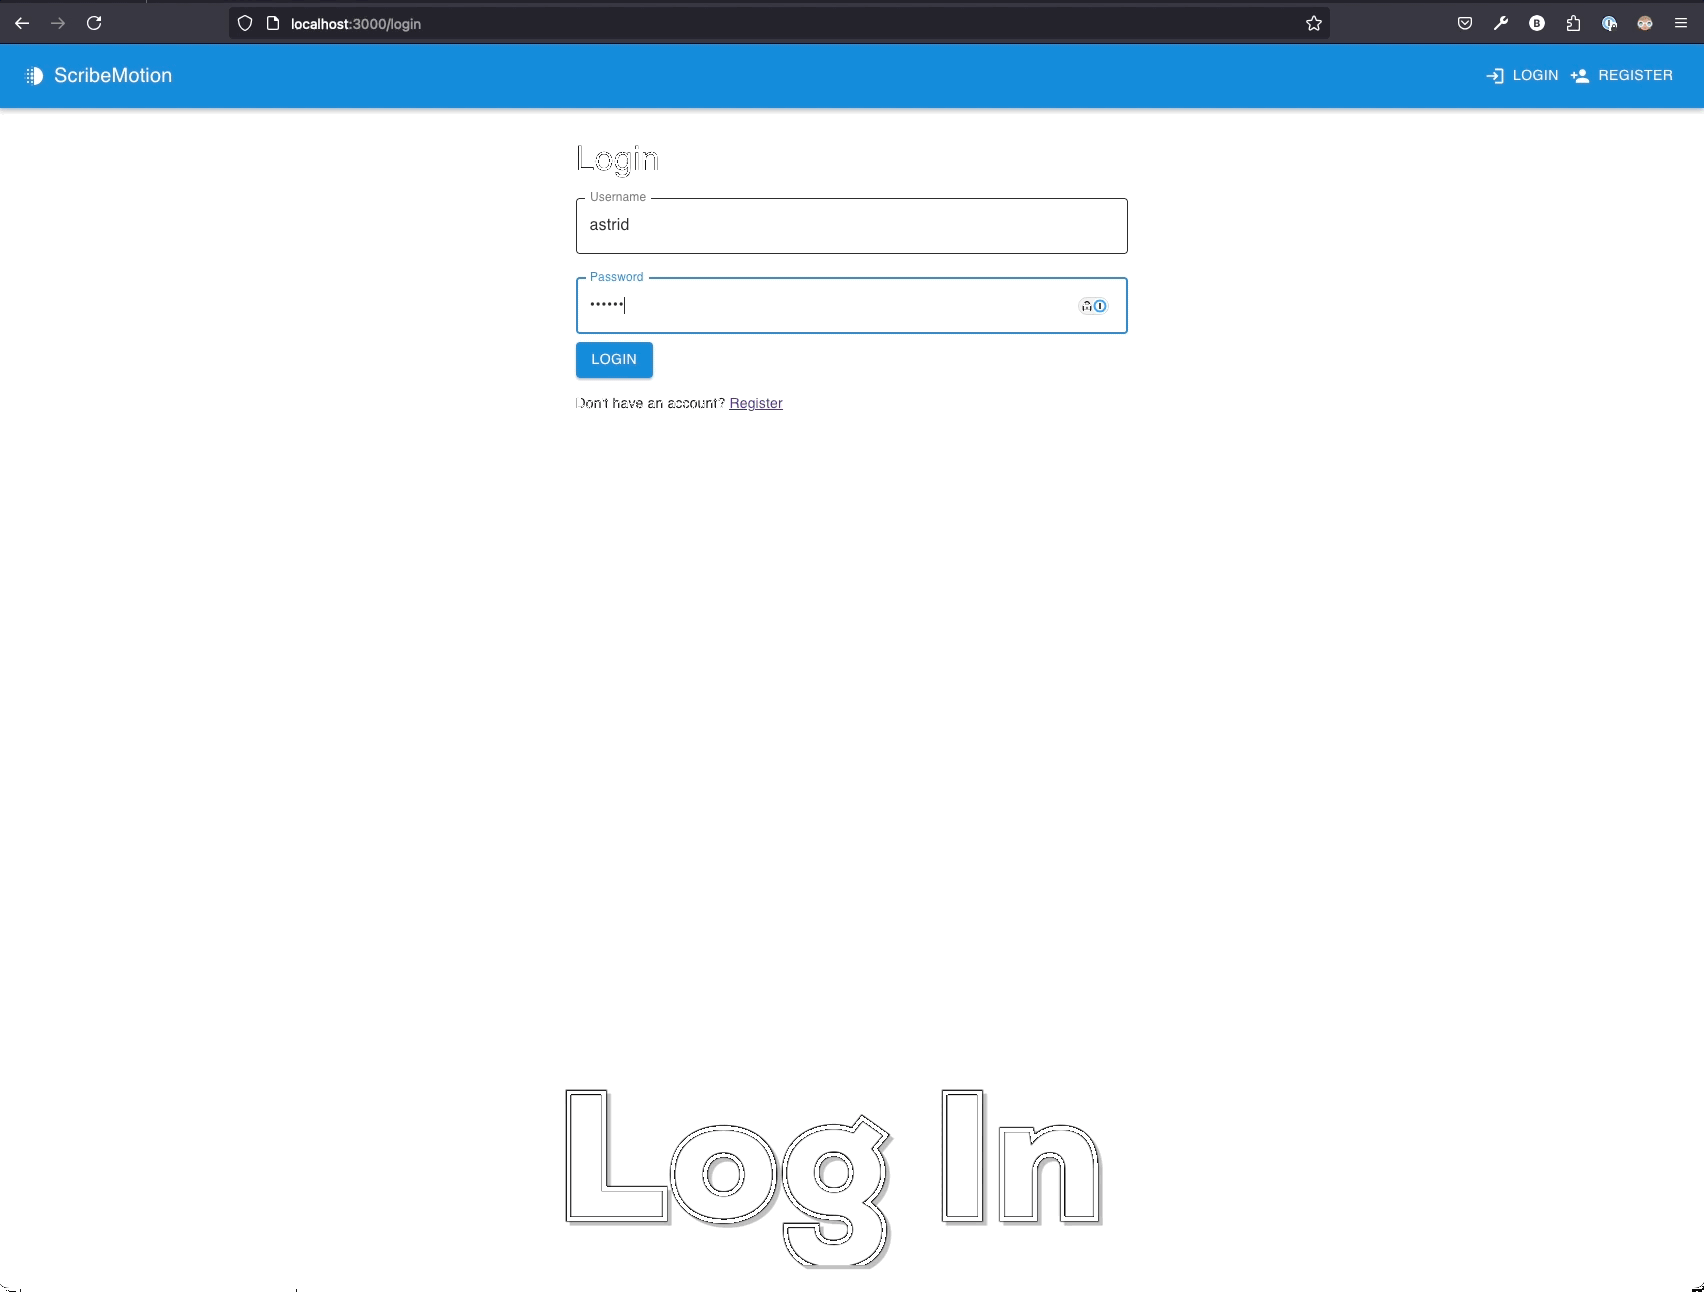 localhost:3000/login
ScribeMotion
LOGIN REGISTER
Login
Username
astrid
Password
••••••
LOGIN
Don't have an account? Register
Log In